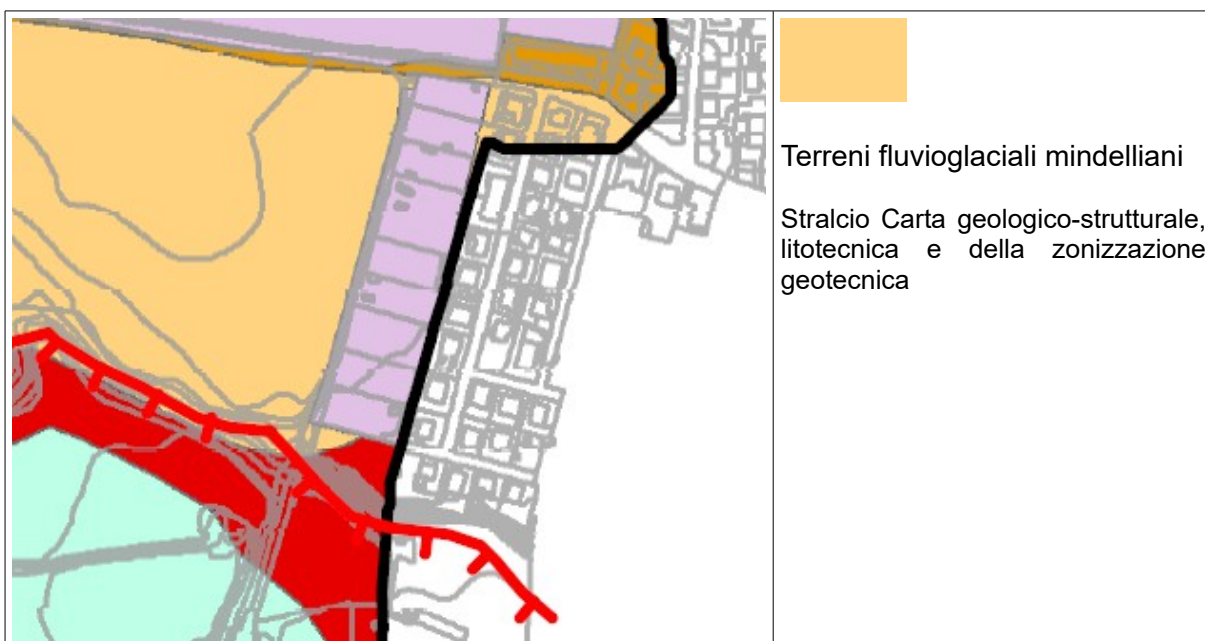 Terreni fluvioglaciali mindelliani
Stralcio Carta geologico-strutturale,
litotecnica e della zonizzazione
geotecnica